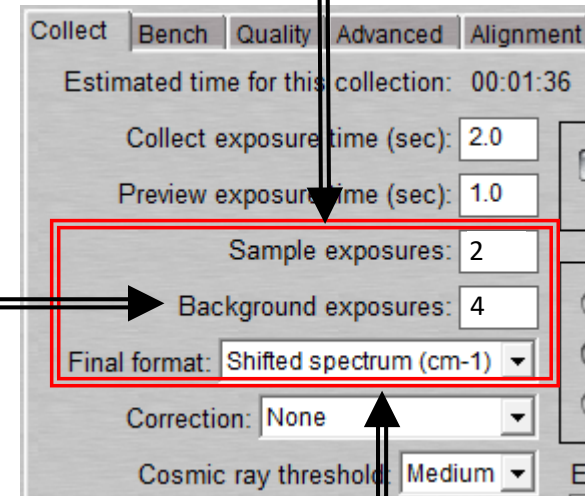 Collect Bench Quality Advanced Alignment
Estimated time for this collection: 00:01:36
Collect exposure time (sec): 2.0
Preview exposure time (sec): 1.0
Sample exposures: 2
Background exposures: 4
Final format: Shifted spectrum (cm-1)
Correction: None
Cosmic ray threshold: Medium
E